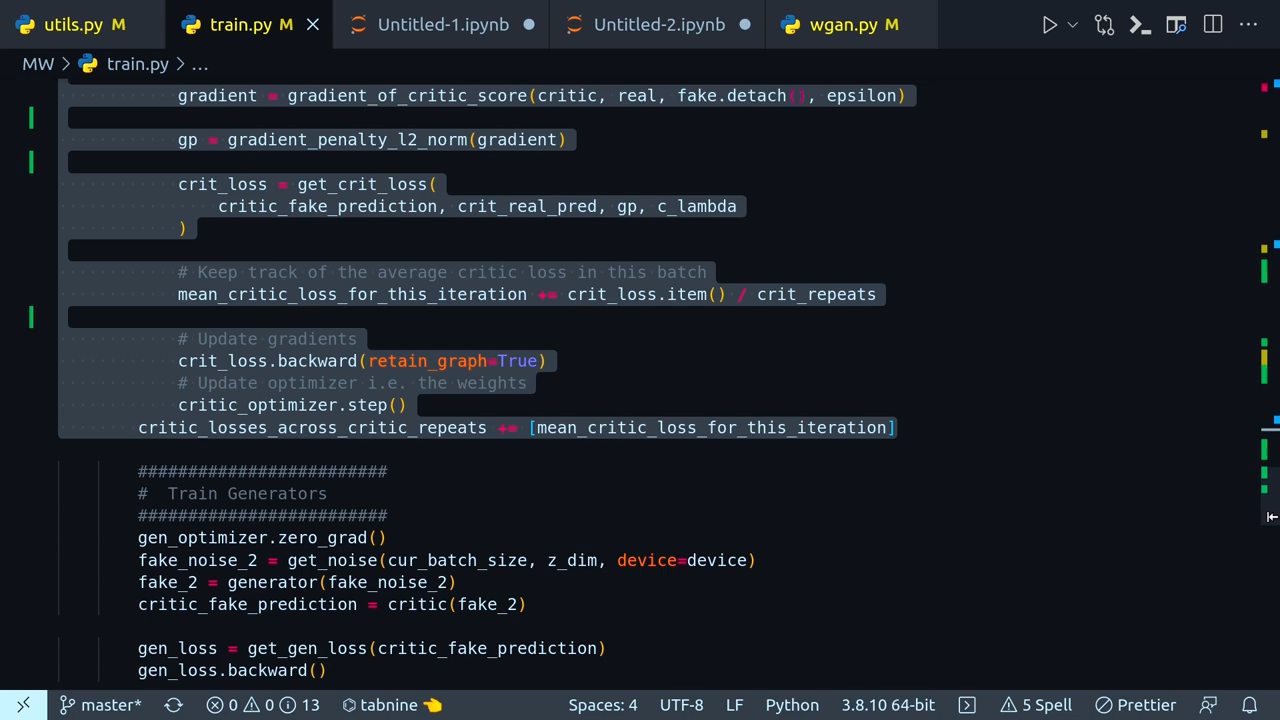 utils.py M train.py M Untitled-1.ipynb Untitled-2.ipynb wgan.py M
MW > train.py > ...
gradient = gradient_of_critic_score(critic, real, fake.detach(), epsilon)
gp = gradient_penalty_l2_norm(gradient)
crit_loss = get_crit_loss(
critic_fake_prediction, crit_real_pred, gp, c_lambda
)
# Keep track of the average critic loss in this batch
mean_critic_loss_for_this_iteration += crit_loss.item() / crit_repeats
# Update gradients
crit_loss.backward(retain_graph=True)
# Update optimizer i.e. the weights
critic_optimizer.step()
critic_losses_across_critic_repeats += [mean_critic_loss_for_this_iteration]
#########################
#  Train Generators
#########################
gen_optimizer.zero_grad()
fake_noise_2 = get_noise(cur_batch_size, z_dim, device=device)
fake_2 = generator(fake_noise_2)
critic_fake_prediction = critic(fake_2)
gen_loss = get_gen_loss(critic_fake_prediction)
gen_loss.backward()
master* 0 0 13 tabnine 👈 Spaces: 4 UTF-8 LF Python 3.8.10 64-bit 5 Spell Prettier